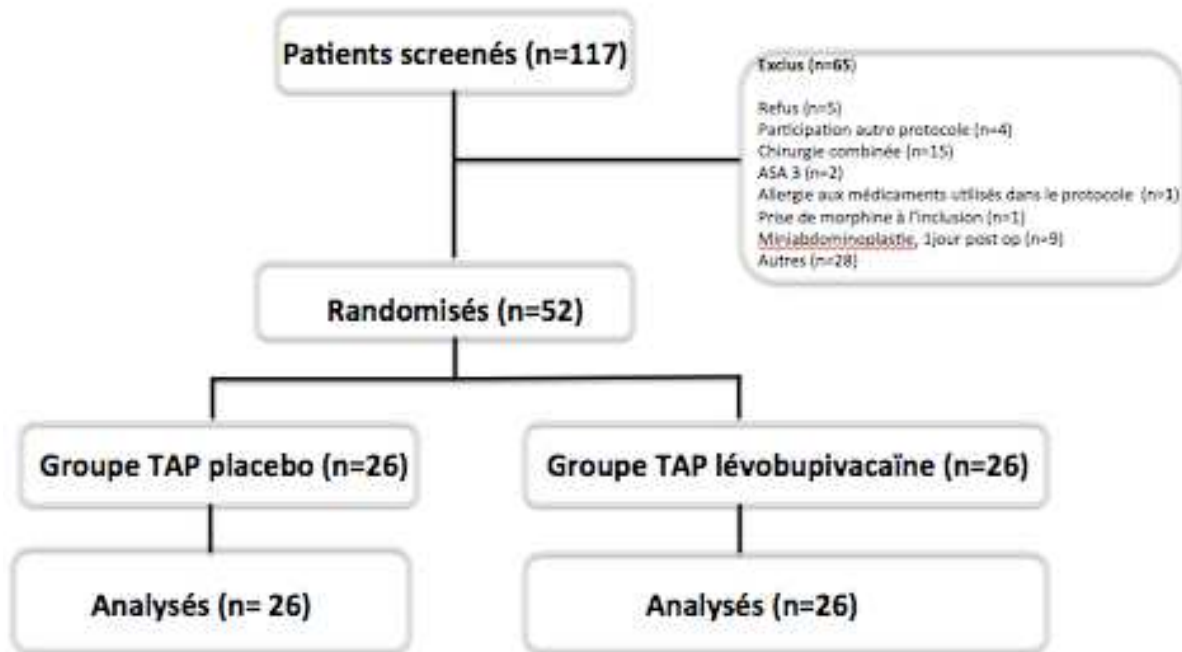 Patients screenés (n=117)
Exclus (n=65)
Refus (n=5)
Participation autre protocole (n=4)
Chirurgie combinée (n=15)
ASA 3 (n=2)
Allergie aux médicaments utilisés dans le protocole (n=1)
Prise de morphine à l'inclusion (n=1)
Miniabdominoplastie, 1jour post op (n=9)
Autres (n=28)
Randomisés (n=52)
Groupe TAP placebo (n=26)
Groupe TAP lévobupivacaïne (n=26)
Analysés (n= 26)
Analysés (n=26)